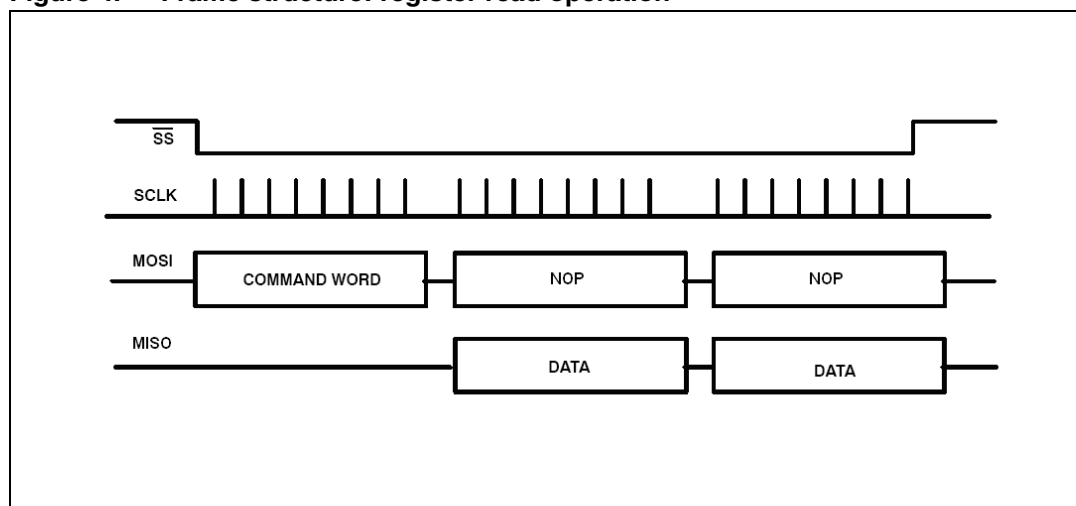 Figure 4. Frame structure: register read operation
SS
SCLK
MOSI
COMMAND WORD
NOP
NOP
MISO
DATA
DATA